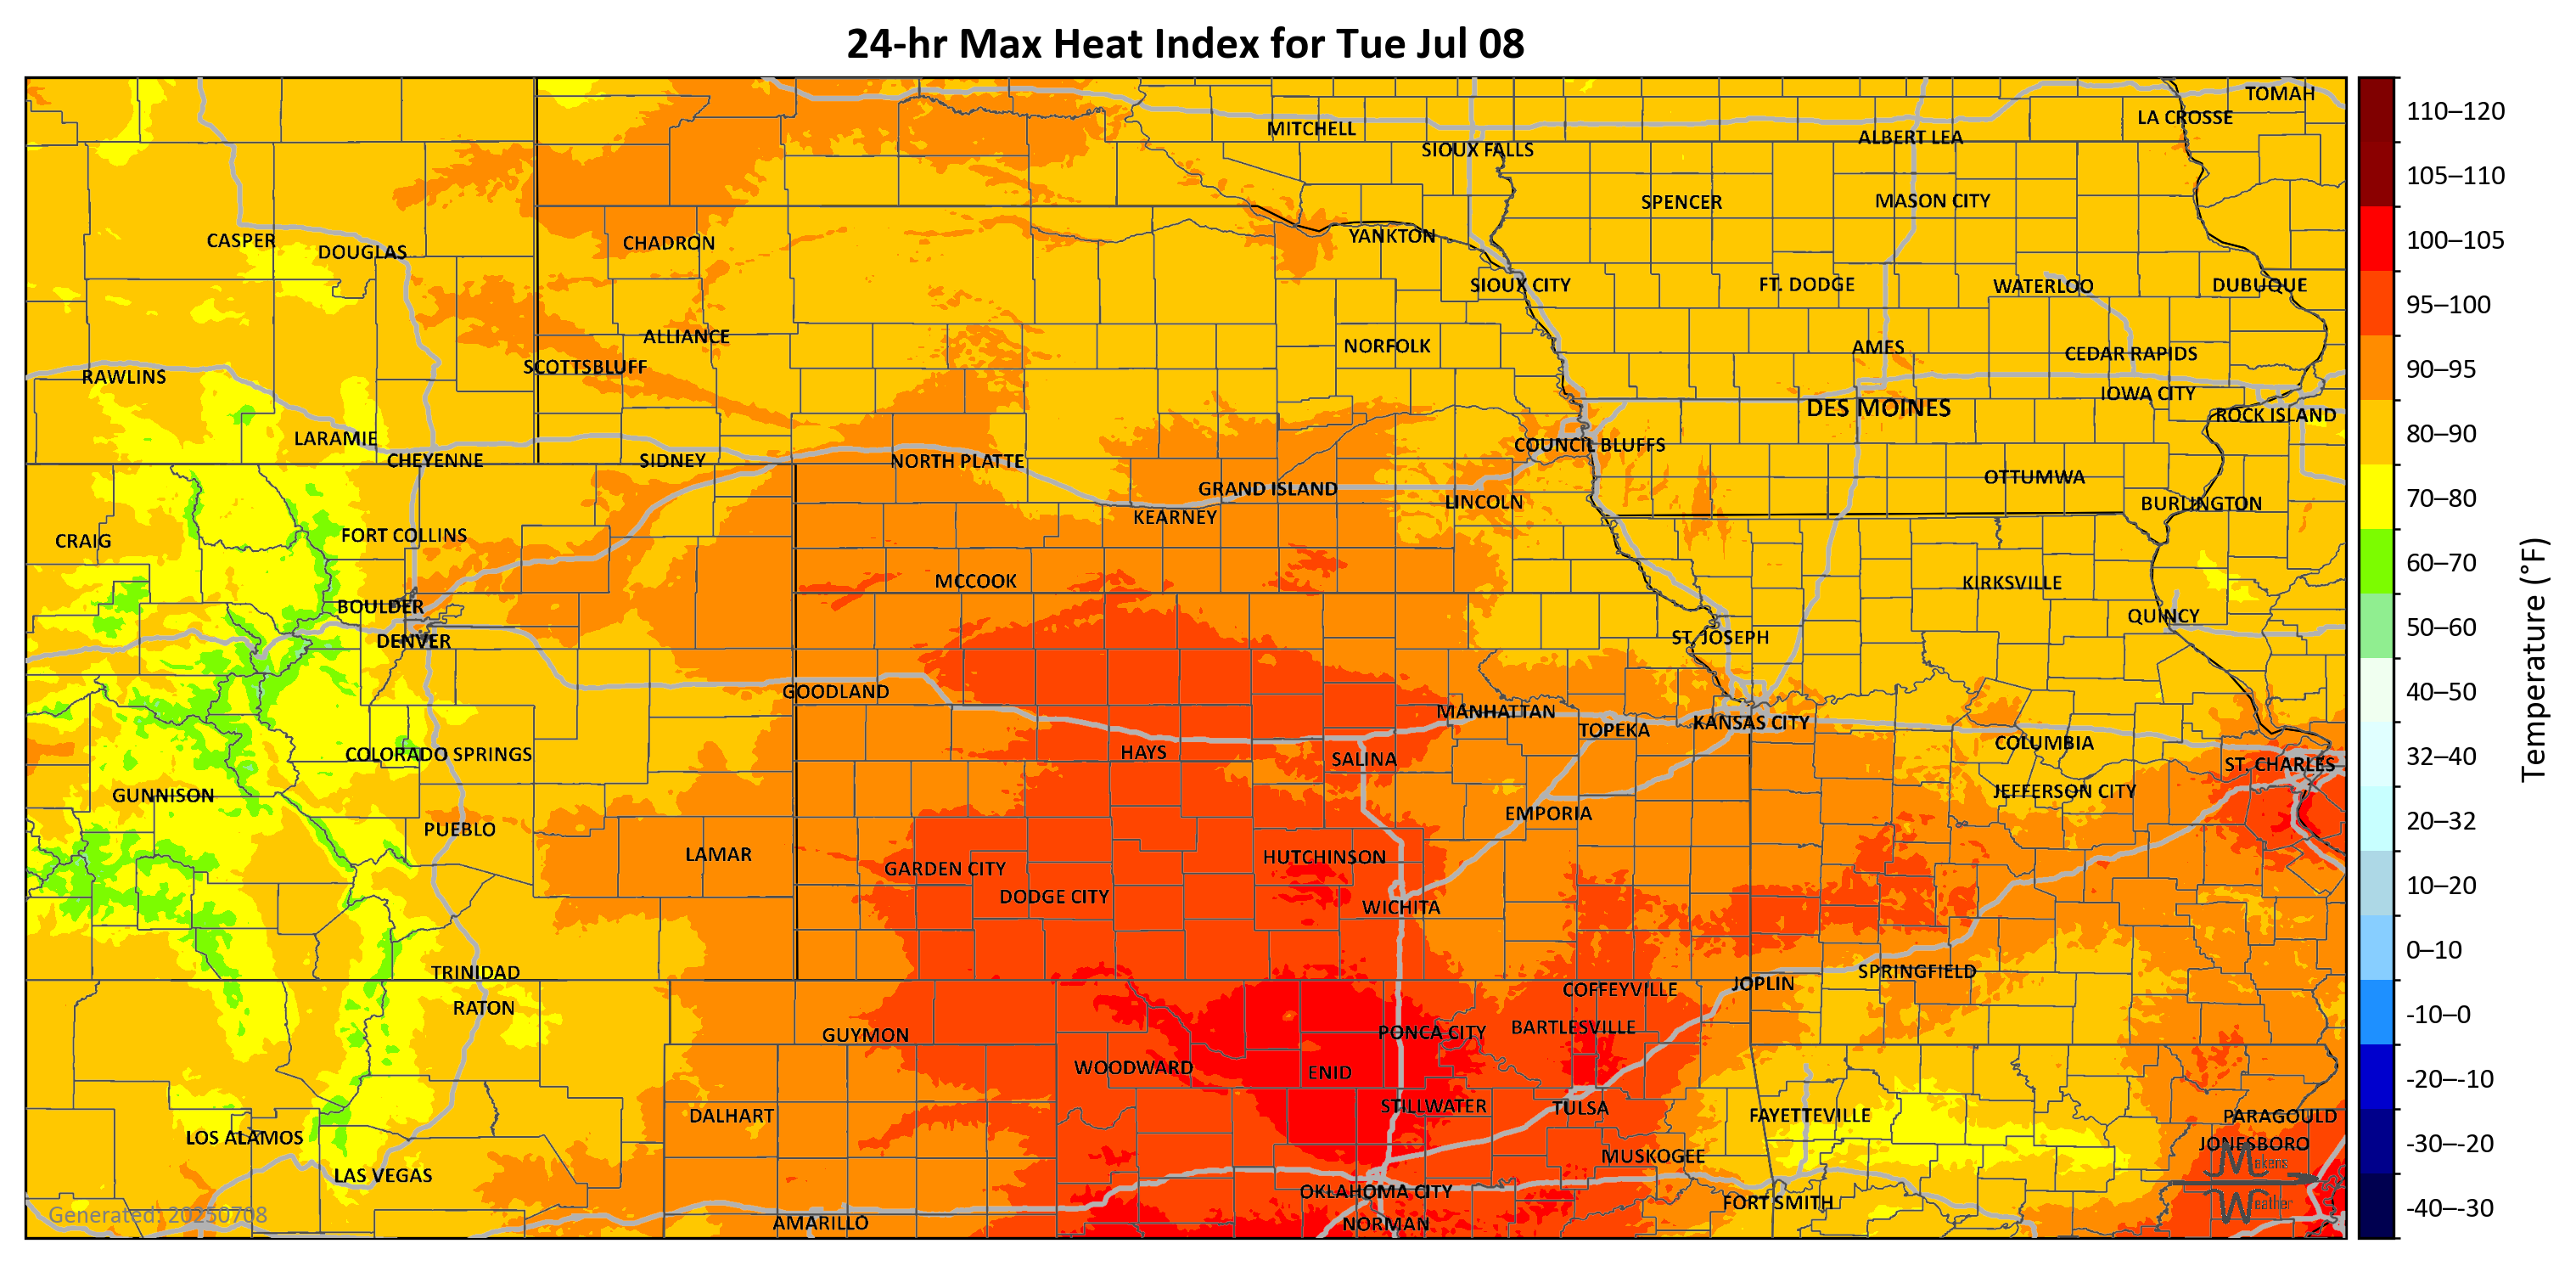 24-hr Max Heat Index for Tue Jul 08
TOMAH
LA CROSSE
MITCHELL
ALBERT LEA
SIOUX FALLS
SPENCER
MASON CITY
CASPER
DOUGLAS
CHADRON
YANKTON
SIOUX CITY
FT. DODGE
WATERLOO
DUBUQUE
ALLIANCE
NORFOLK
AMES
CEDAR RAPIDS
SCOTTSBLUFF
RAWLINS
IOWA CITY
DES MOINES
ROCK ISLAND
LARAMIE
COUNCIL BLUFFS
CHEYENNE
SIDNEY
NORTH PLATTE
OTTUMWA
GRAND ISLAND
LINCOLN
BURLINGTON
KEARNEY
FORT COLLINS
CRAIG
MCCOOK
KIRKSVILLE
BOULDER
QUINCY
DENVER
ST. JOSEPH
GOODLAND
MANHATTAN
KANSAS CITY
TOPEKA
COLUMBIA
COLORADO SPRINGS
HAYS
SALINA
ST. CHARLES
GUNNISON
JEFFERSON CITY
EMPORIA
PUEBLO
LAMAR
HUTCHINSON
GARDEN CITY
DODGE CITY
WICHITA
TRINIDAD
SPRINGFIELD
JOPLIN
COFFEYVILLE
RATON
GUYMON
PONCA CITY
BARTLESVILLE
WOODWARD
ENID
STILLWATER
TULSA
DALHART
FAYETTEVILLE
PARAGOULD
LOS ALAMOS
JONESBORO
MUSKOGEE
LAS VEGAS
OKLAHOMA CITY
FORT SMITH
AMARILLO
NORMAN
Generated: 20250708
Makens
Weather
110–120
105–110
100–105
95–100
90–95
80–90
70–80
60–70
50–60
40–50
32–40
20–32
10–20
0–10
-10–0
-20–-10
-30–-20
-40–-30
Temperature (°F)